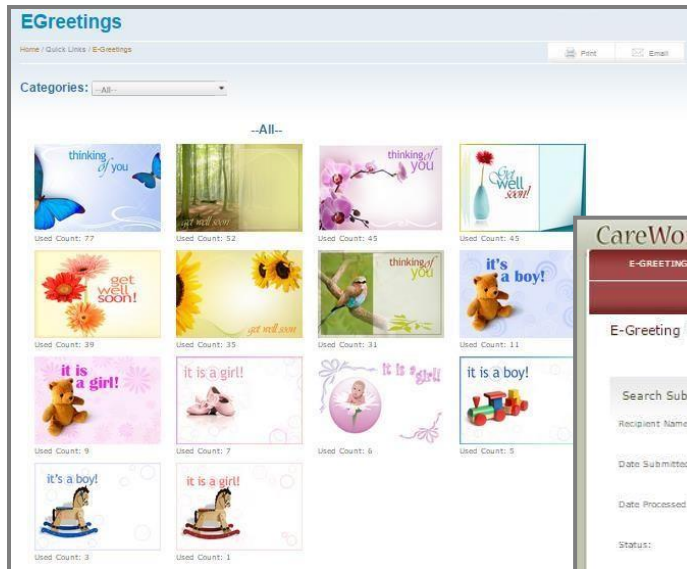 EGreetings
Home / Quick Links / E-Greetings
Print
Email
Categories: --All--
--All--
thinking of you
get well soon
thinking of you
Get well soon!
Used Count: 77
Used Count: 52
Used Count: 45
Used Count: 45
get well soon!
get well soon
thinking of you
it's a boy!
Used Count: 39
Used Count: 35
Used Count: 31
Used Count: 11
it is a girl!
it is a girl!
it is a girl
it is a boy!
Used Count: 9
Used Count: 7
Used Count: 6
Used Count: 5
it's a boy!
it is a girl!
Used Count: 3
Used Count: 1
CareWo
E-GREETING
E-Greeting
Search Sub
Recipient Name
Date Submitted
Date Processed
Status: